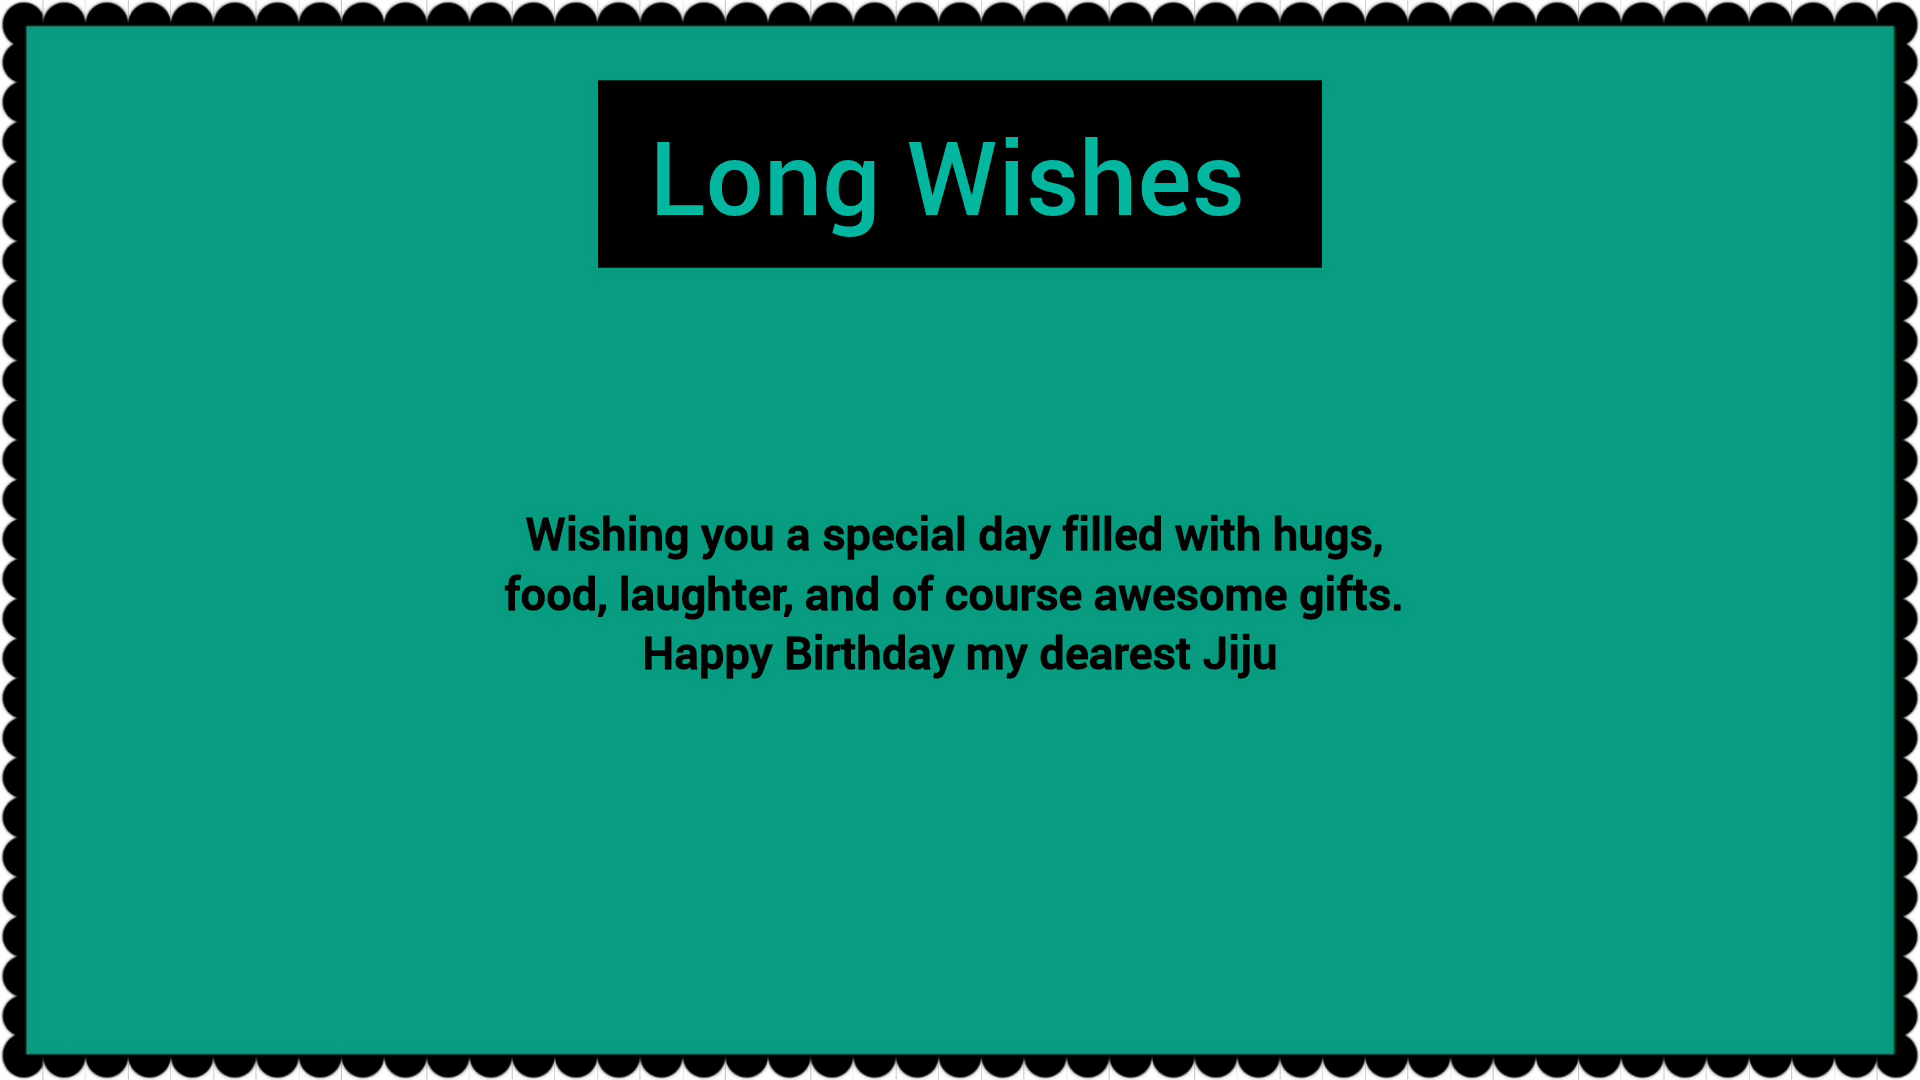 Long Wishes
Wishing you a special day filled with hugs,
food, laughter, and of course awesome gifts.
Happy Birthday my dearest Jiju